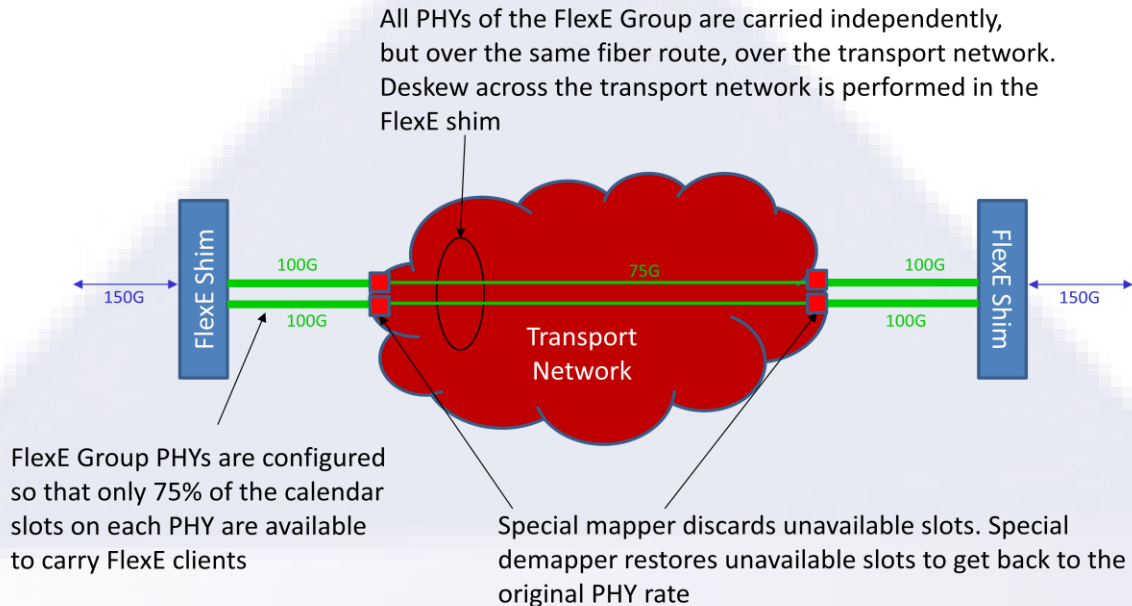 All PHYs of the FlexE Group are carried independently,
but over the same fiber route, over the transport network.
Deskew across the transport network is performed in the
FlexE shim
FlexE Shim
150G
100G
100G
75G
Transport
Network
100G
100G
FlexE Shim
150G
FlexE Group PHYs are configured
so that only 75% of the calendar
slots on each PHY are available
to carry FlexE clients
Special mapper discards unavailable slots. Special
demapper restores unavailable slots to get back to the
original PHY rate